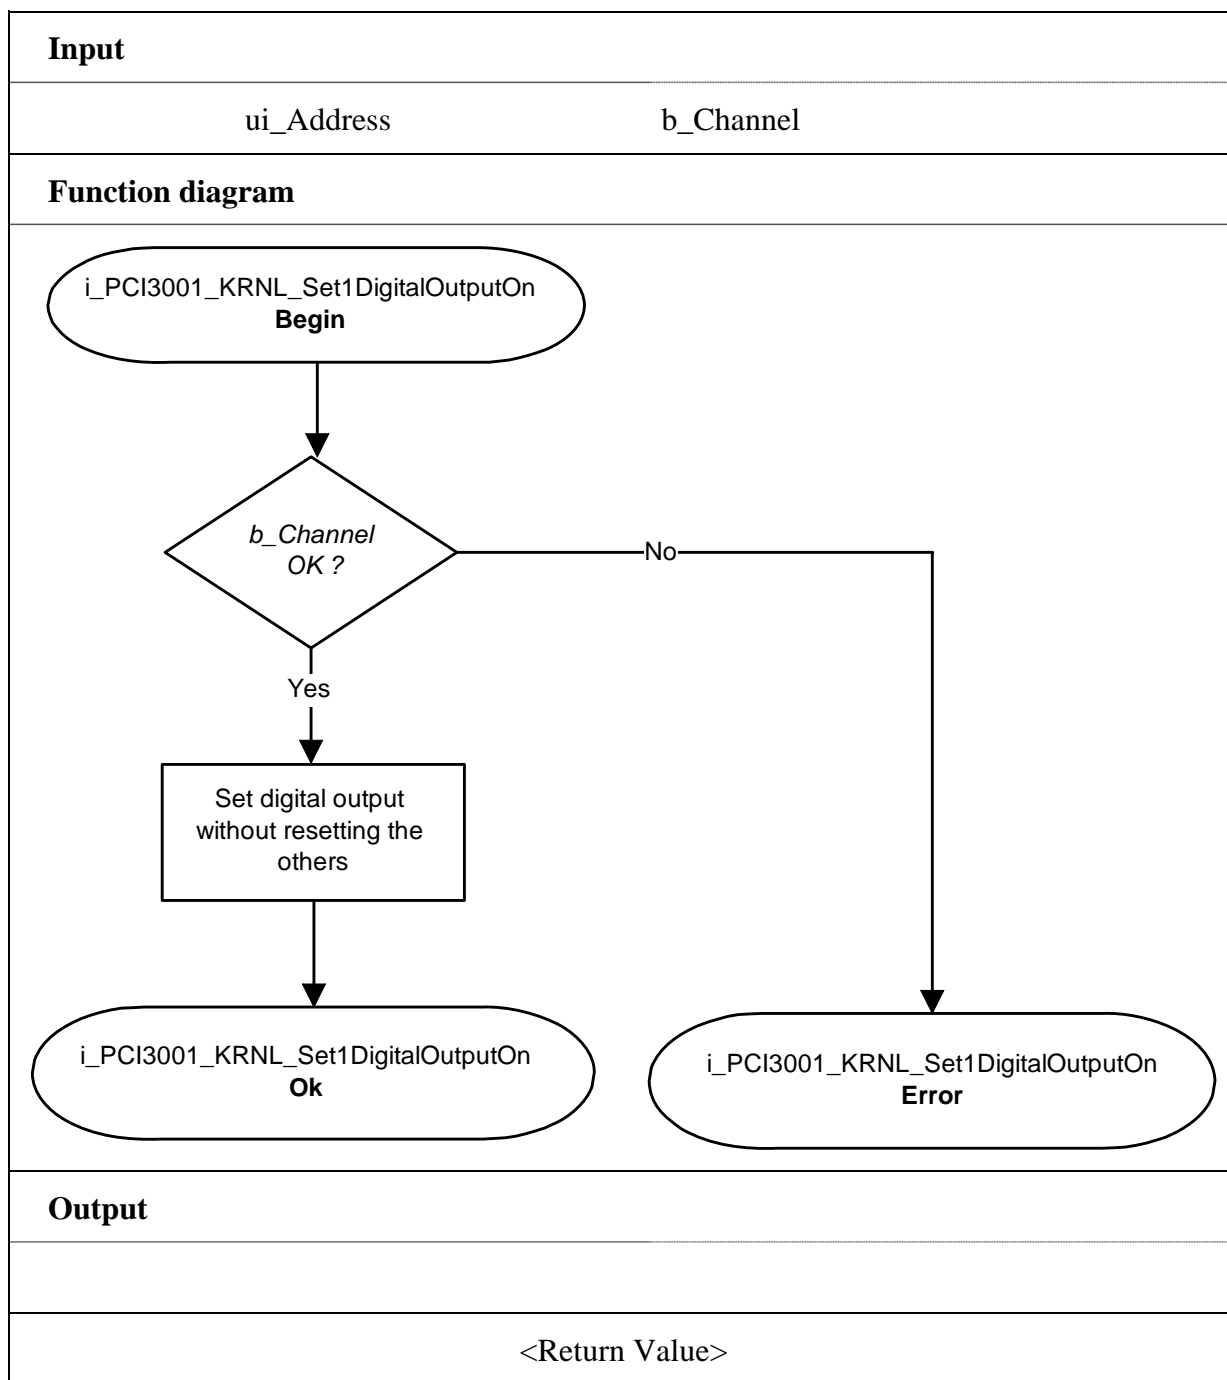 Input
ui_Address b_Channel
Function diagram
i_PCI3001_KRNL_Set1DigitalOutputOn
Begin
b_Channel
OK ?
No
Yes
Set digital output
without resetting the
others
i_PCI3001_KRNL_Set1DigitalOutputOn
Ok
i_PCI3001_KRNL_Set1DigitalOutputOn
Error
Output
<Return Value>